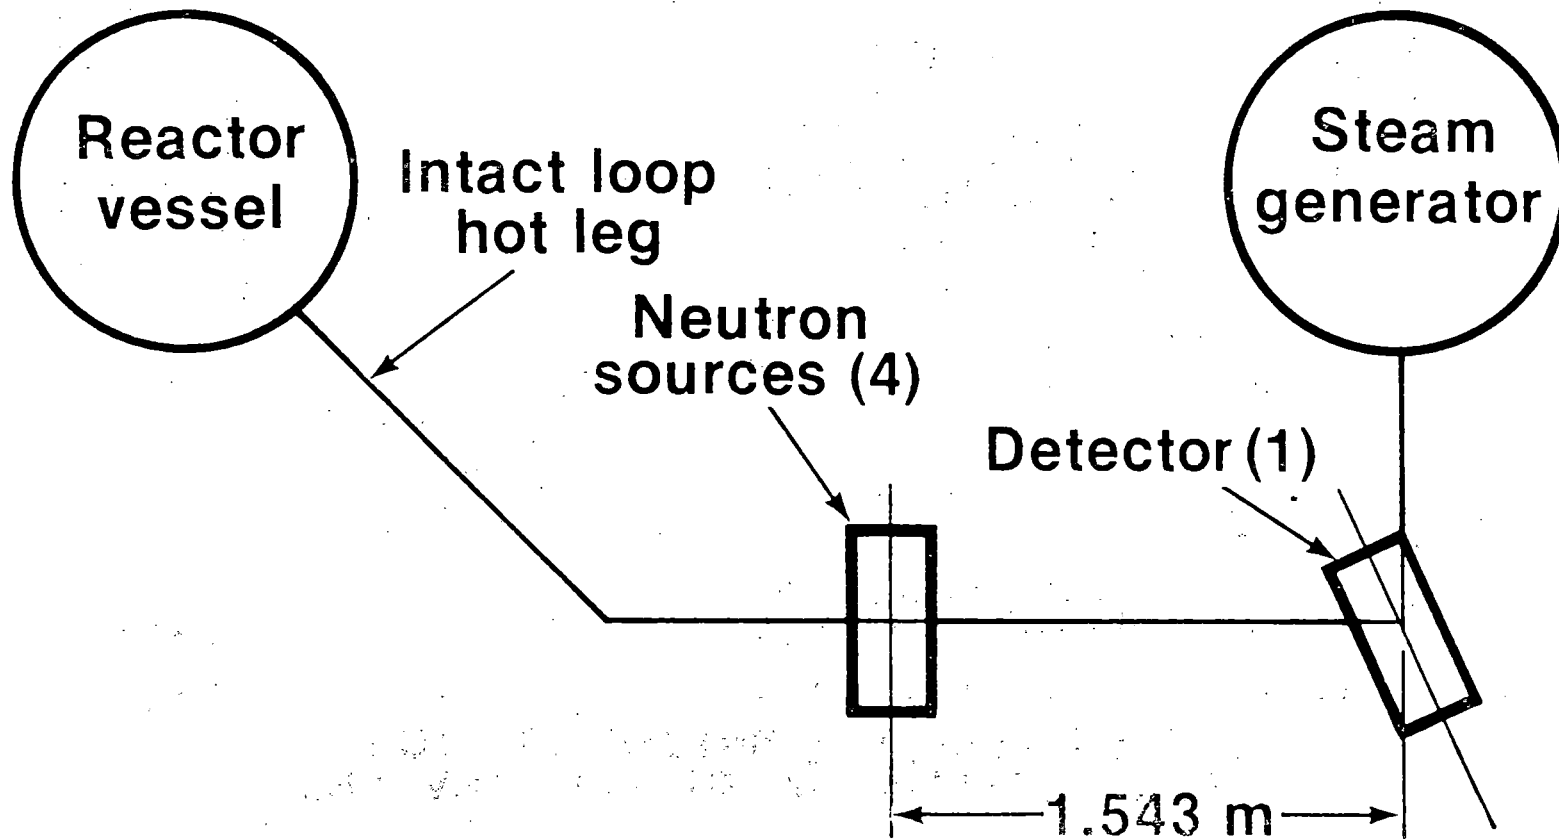 Reactor
vessel
Intact loop
hot leg
Steam
generator
Neutron
sources (4)
Detector (1)
1.543 m